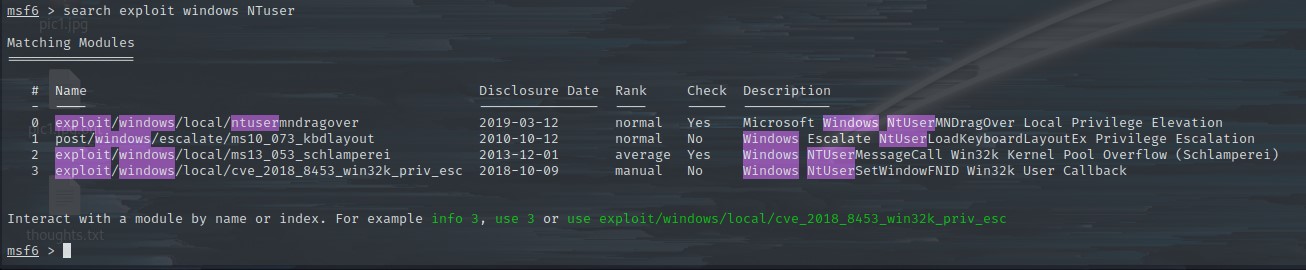 msf6 > search exploit windows NTuser
pic1.jpg
Matching Modules
================
# Name Disclosure Date Rank Check Description
- ---- --------------- ---- ----- -----------
0 exploit/windows/local/ntusermndragover 2019-03-12 normal Yes Microsoft Windows NtUserMNDragOver Local Privilege Elevation
1 post/windows/escalate/ms10_073_kbdlayout 2010-10-12 normal No Windows Escalate NtUserLoadKeyboardLayoutEx Privilege Escalation
2 exploit/windows/local/ms13_053_schlamperei 2013-12-01 average Yes Windows NTUserMessageCall Win32k Kernel Pool Overflow (Schlamperei)
3 exploit/windows/local/cve_2018_8453_win32k_priv_esc 2018-10-09 manual No Windows NtUserSetWindowFNID Win32k User Callback
Interact with a module by name or index. For example info 3, use 3 or use exploit/windows/local/cve_2018_8453_win32k_priv_esc
thoughts.txt
msf6 >